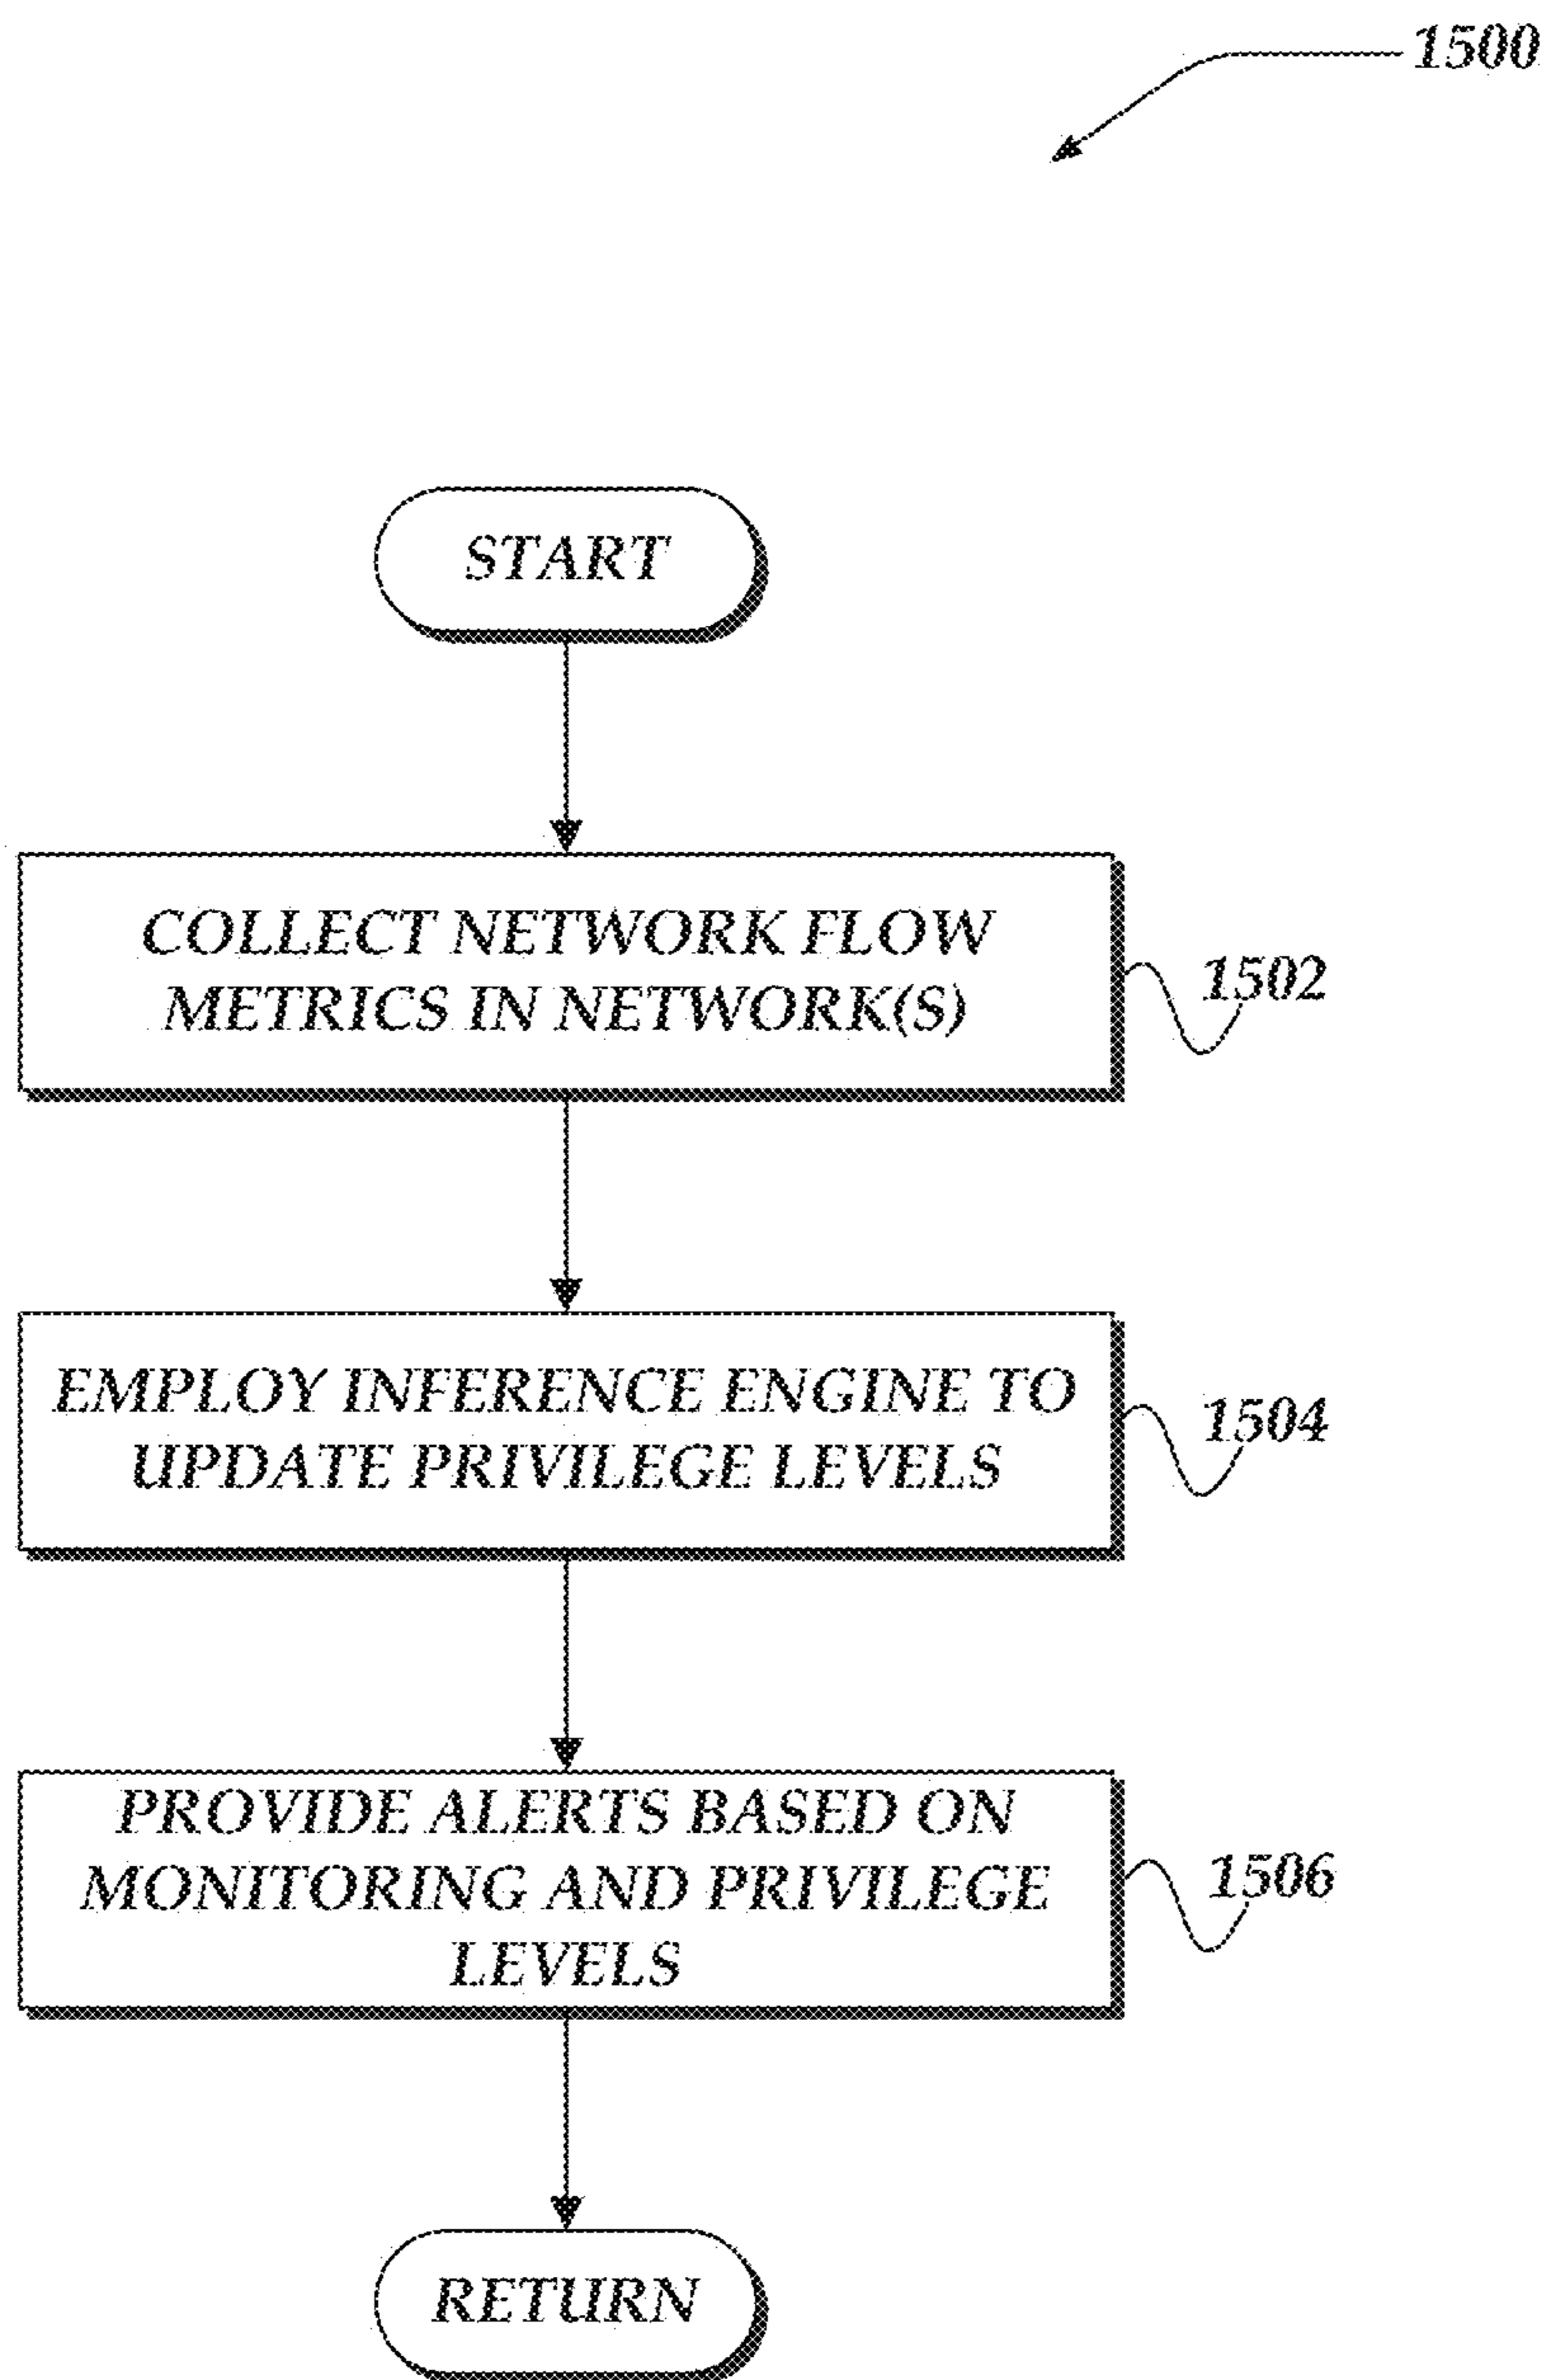 1500
START
COLLECT NETWORK FLOW
METRICS IN NETWORK(S)
1502
EMPLOY INFERENCE ENGINE TO
UPDATE PRIVILEGE LEVELS
1504
PROVIDE ALERTS BASED ON
MONITORING AND PRIVILEGE
LEVELS
1506
RETURN